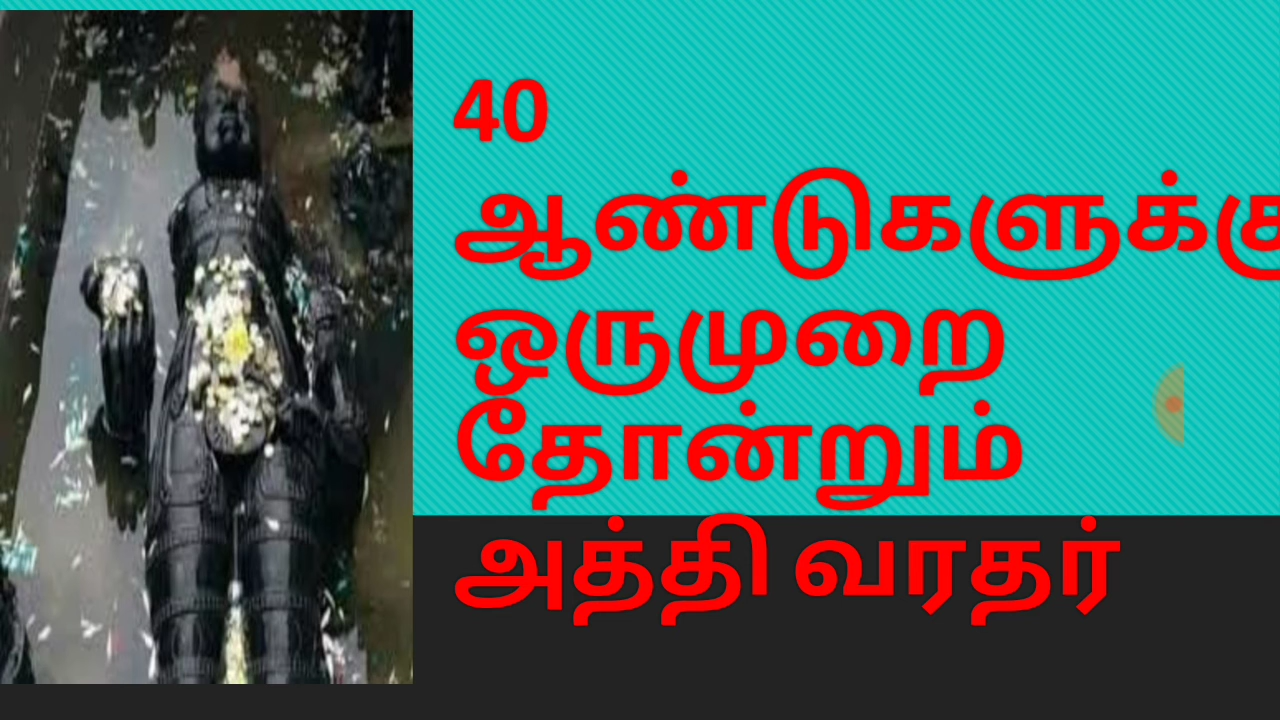 40
ஆண்டுகளுக்கு
ஒருமுறை
தோன்றும்
அத்தி வரதர்